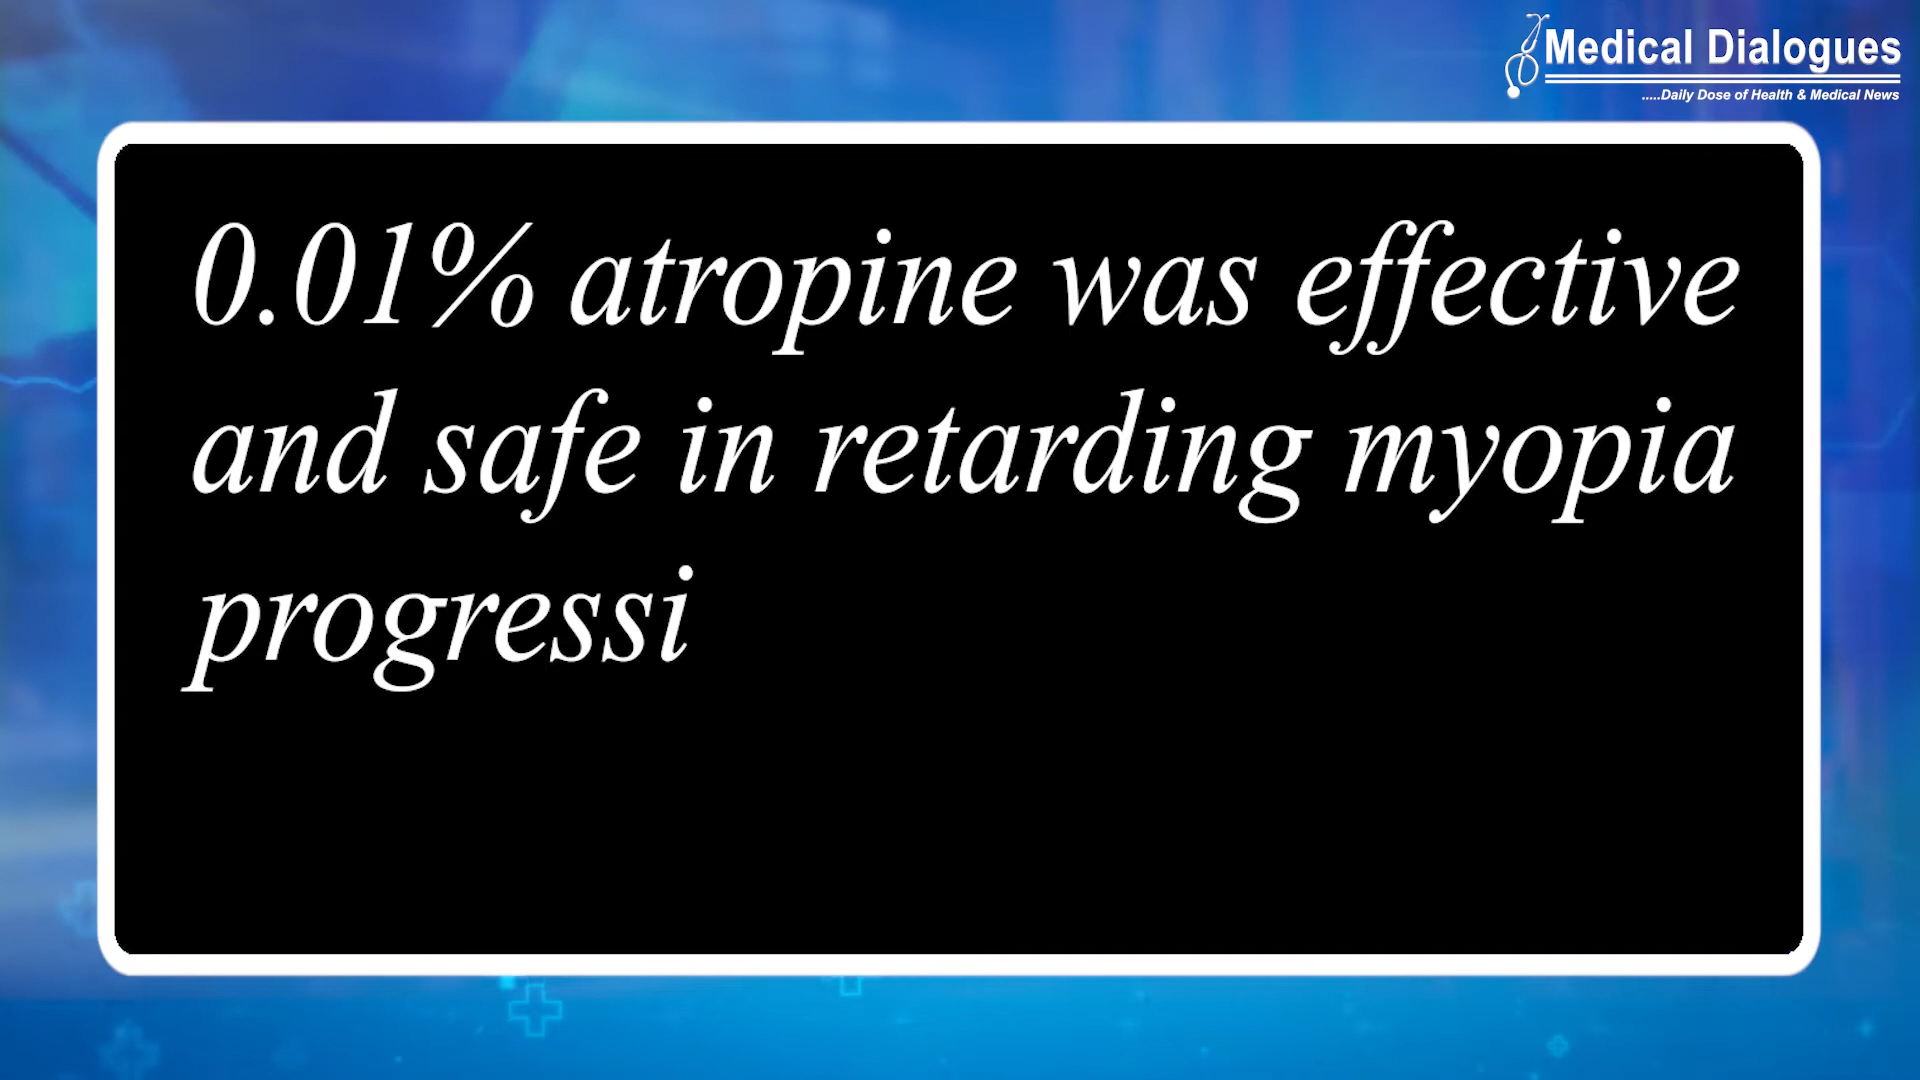 Medical Dialogues
.....Daily Dose of Health & Medical News
0.01% atropine was effective
and safe in retarding myopia
progressi